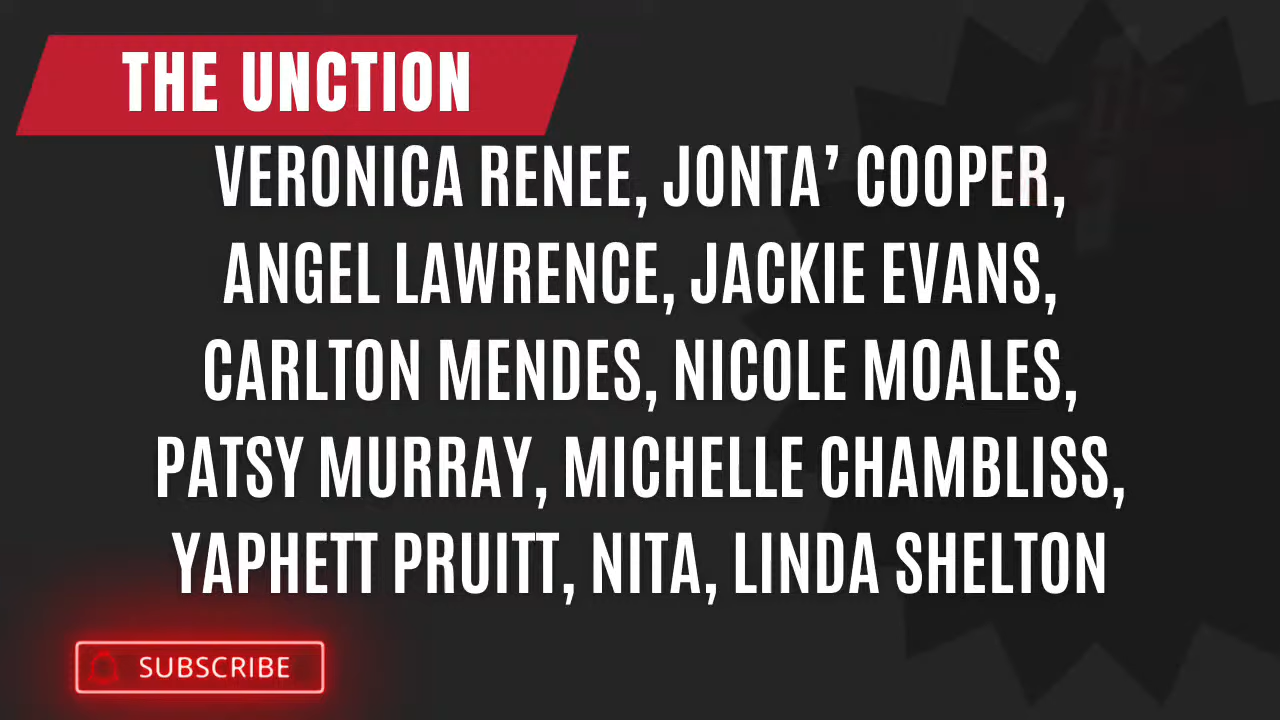 THE UNCTION
VERONICA RENEE, JONTA’ COOPER,
ANGEL LAWRENCE, JACKIE EVANS,
CARLTON MENDES, NICOLE MOALES,
PATSY MURRAY, MICHELLE CHAMBLISS,
YAPHETT PRUITT, NITA, LINDA SHELTON
SUBSCRIBE